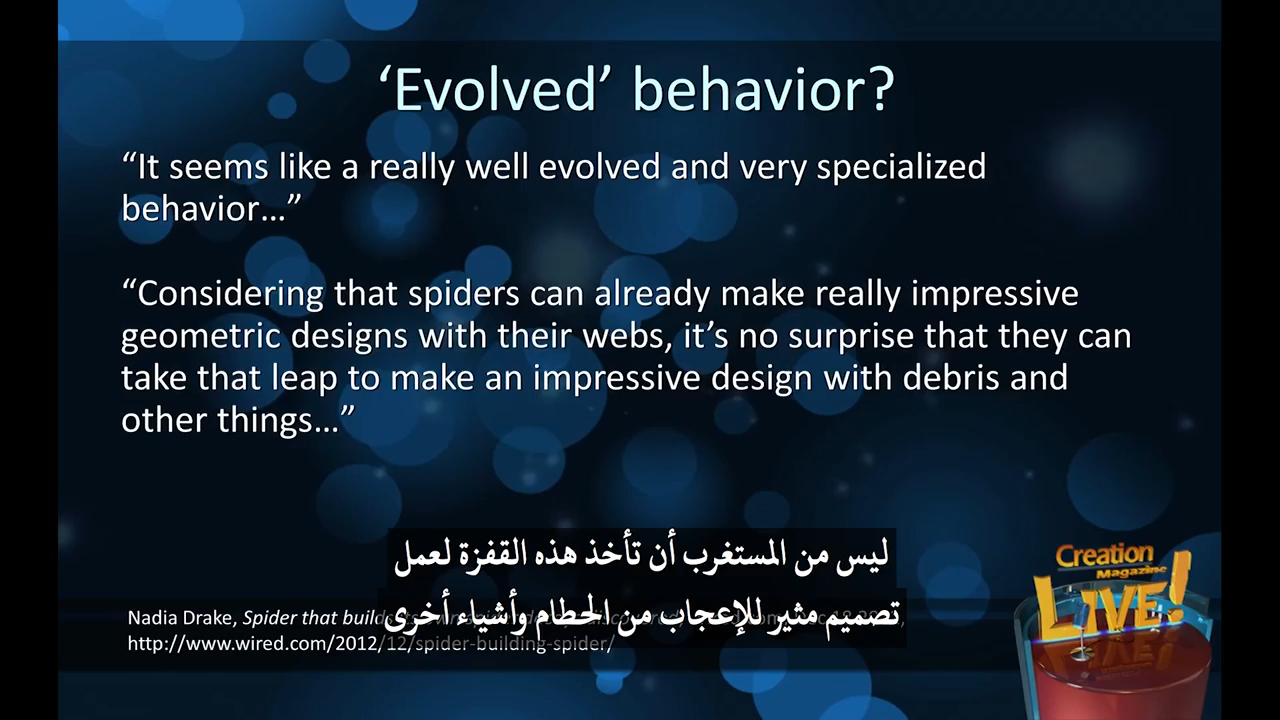 ‘Evolved’ behavior?
“It seems like a really well evolved and very specialized
behavior...”
“Considering that spiders can already make really impressive
geometric designs with their webs, it’s no surprise that they can
take that leap to make an impressive design with debris and
other things...”
ليس من المستغرب أن تأخذ هذه القفزة لعمل
تصميم مثير للإعجاب من الحطام وأشياء أخرى
Nadia Drake, Spider that builds
http://www.wired.com/2012/12/spider-building-spider/
Creation
Magazine
LIVE!